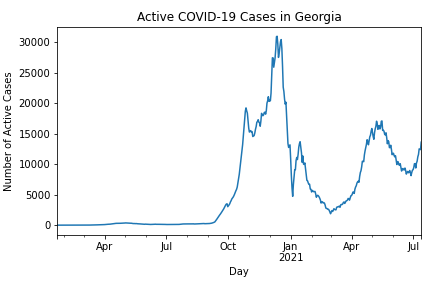 Active COVID-19 Cases in Georgia
Number of Active Cases
30000
25000
20000
15000
10000
5000
0
Apr Jul Oct Jan Apr Jul
2021
Day